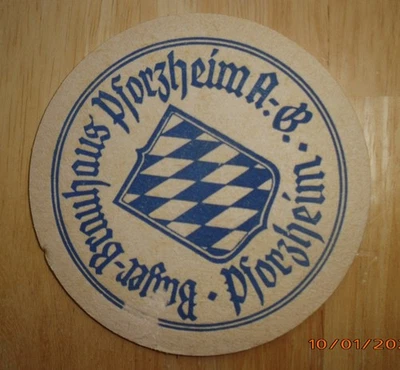 Bayer-Brauhaus Pforzheim A.-G. · Pforzheim ·
10/01/20